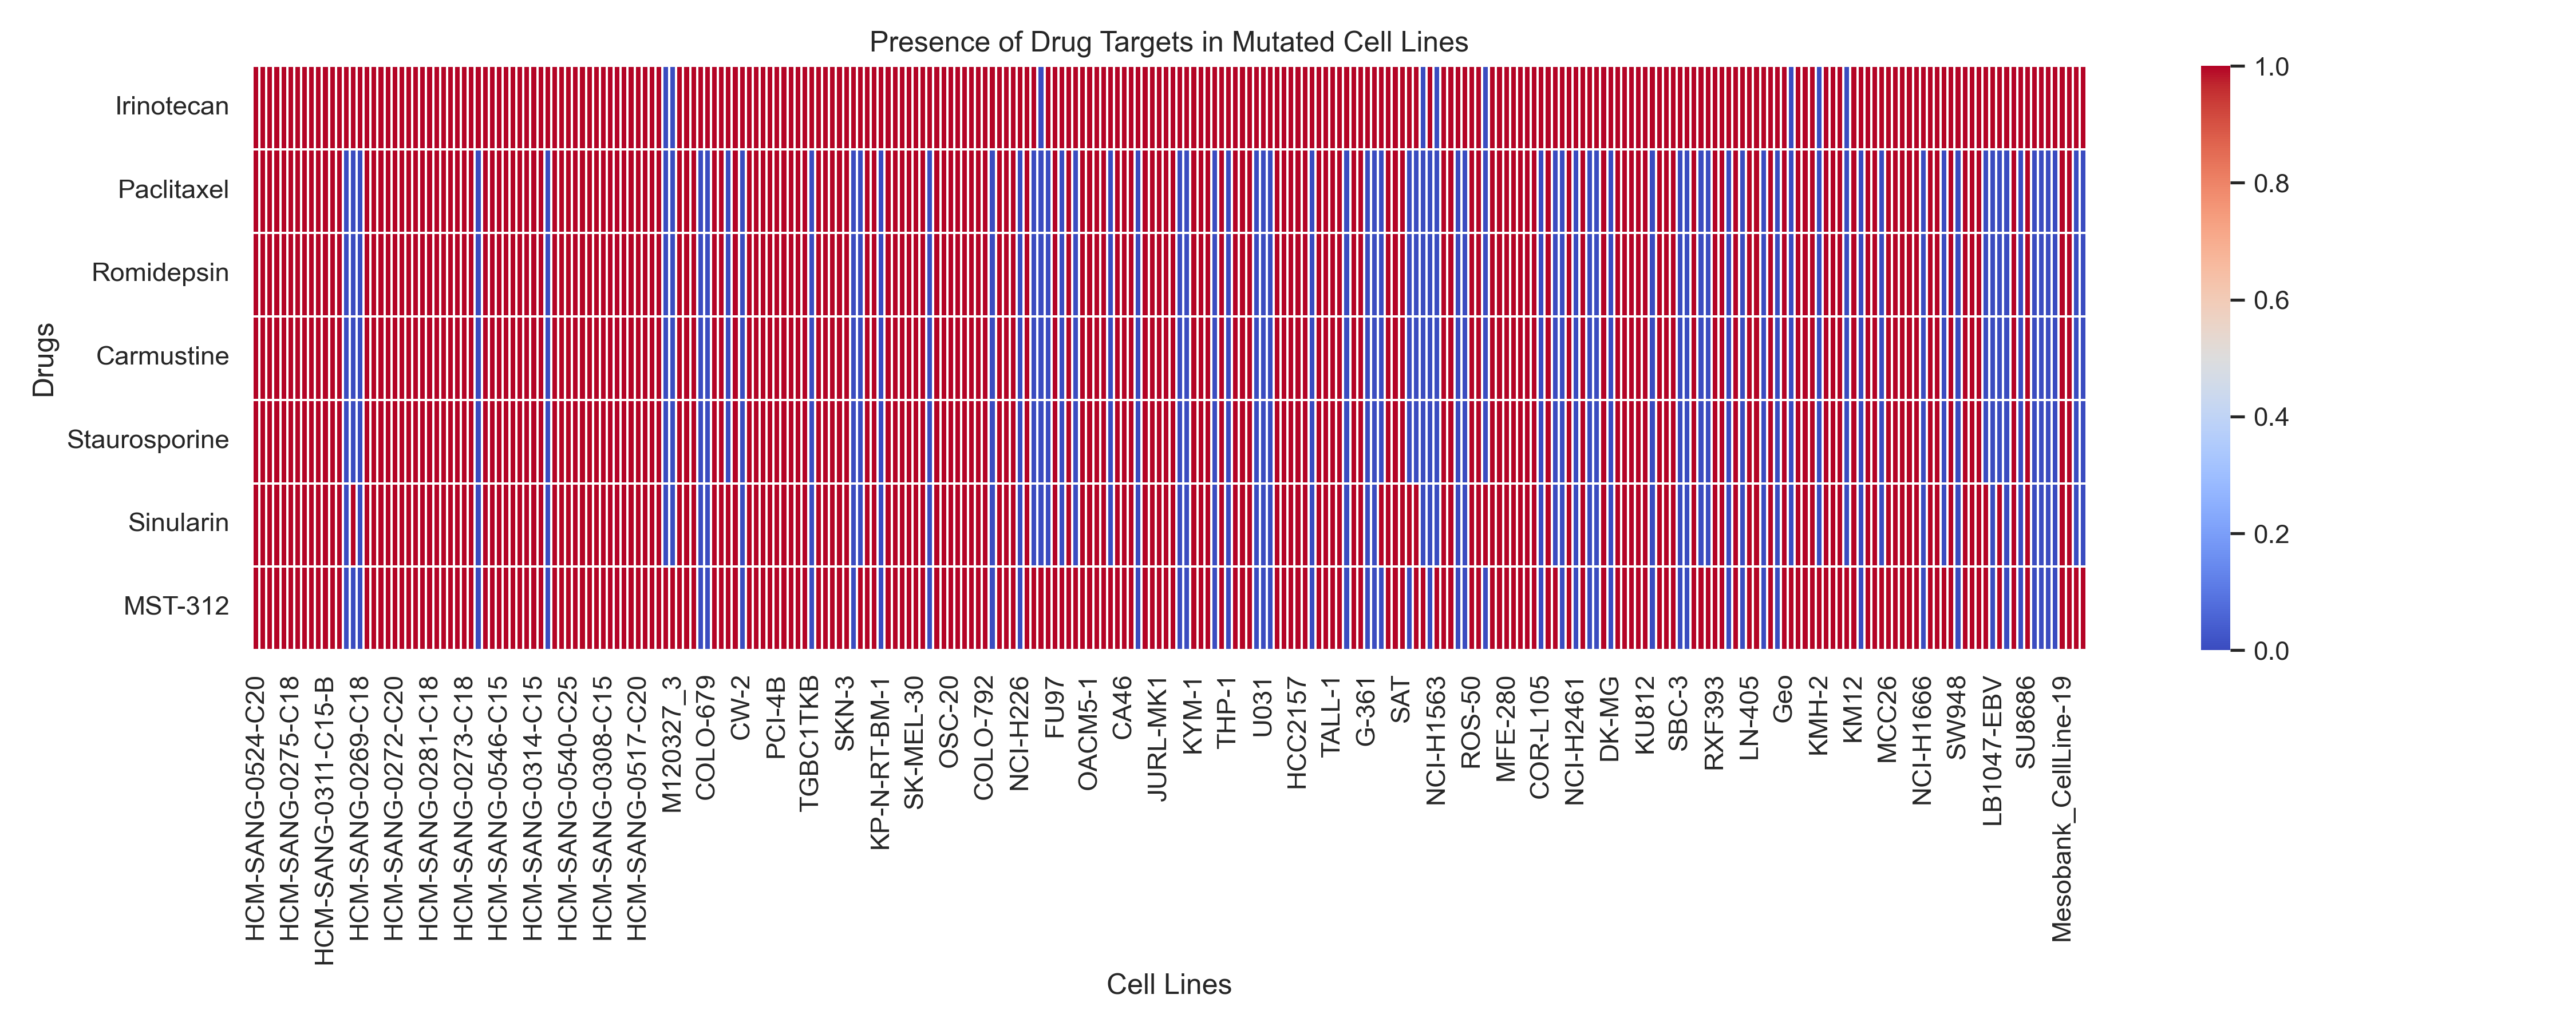 Presence of Drug Targets in Mutated Cell Lines
Drugs
Irinotecan
Paclitaxel
Romidepsin
Carmustine
Staurosporine
Sinularin
MST-312
HCM-SANG-0524-C20
HCM-SANG-0275-C18
HCM-SANG-0311-C15-B
HCM-SANG-0269-C18
HCM-SANG-0272-C20
HCM-SANG-0281-C18
HCM-SANG-0273-C18
HCM-SANG-0546-C15
HCM-SANG-0314-C15
HCM-SANG-0540-C25
HCM-SANG-0308-C15
HCM-SANG-0517-C20
M120327_3
COLO-679
CW-2
PCI-4B
TGBC1TKB
SKN-3
KP-N-RT-BM-1
SK-MEL-30
OSC-20
COLO-792
NCI-H226
FU97
OACM5-1
CA46
JURL-MK1
KYM-1
THP-1
U031
HCC2157
TALL-1
G-361
SAT
NCI-H1563
ROS-50
MFE-280
COR-L105
NCI-H2461
DK-MG
KU812
SBC-3
RXF393
LN-405
Geo
KMH-2
KM12
MCC26
NCI-H1666
SW948
LB1047-EBV
SU8686
Mesobank_CellLine-19
Cell Lines
1.0
0.8
0.6
0.4
0.2
0.0